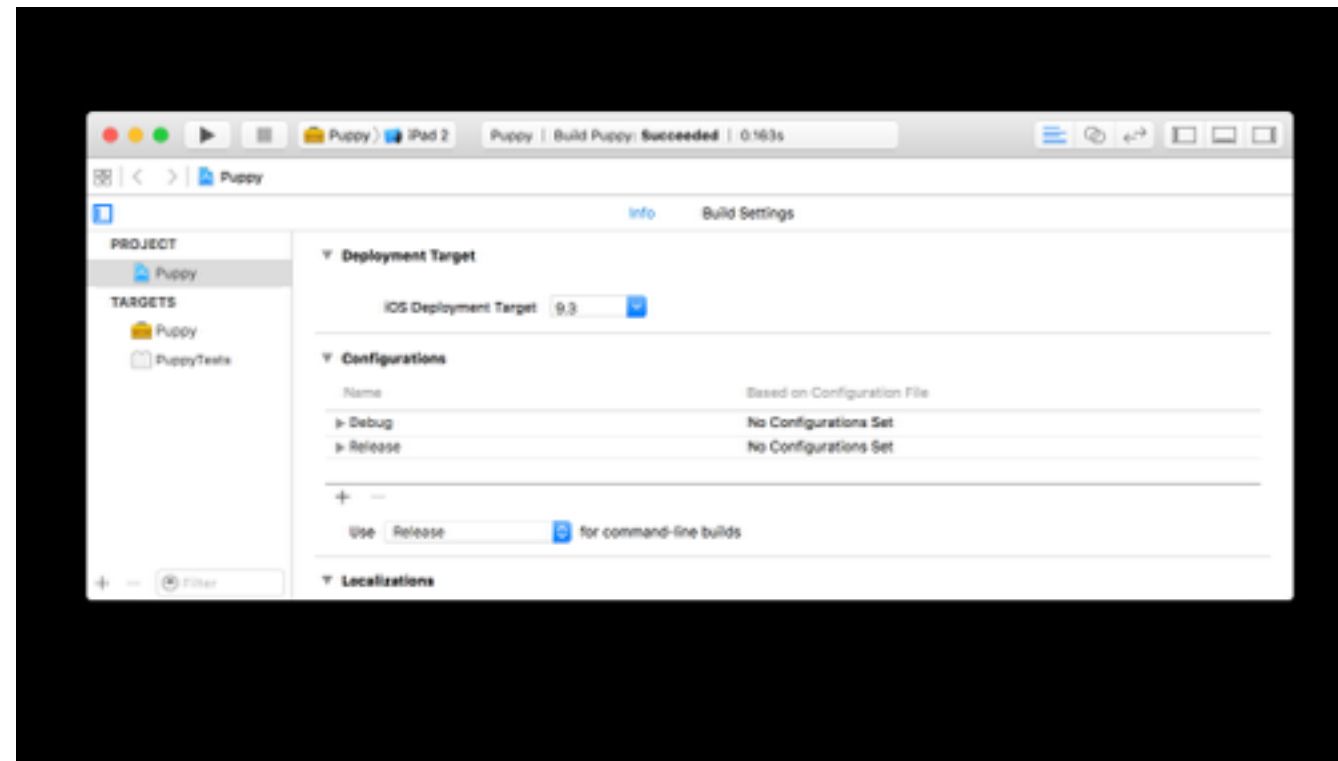 Puppy 〉 iPad 2 Puppy | Build Puppy: Succeeded | 0.163s
Puppy
Info Build Settings
PROJECT
Puppy
TARGETS
Puppy
PuppyTests
Deployment Target
iOS Deployment Target 9.3
Configurations
Name Based on Configuration File
Debug No Configurations Set
Release No Configurations Set
Use Release for command-line builds
Localizations
Filter